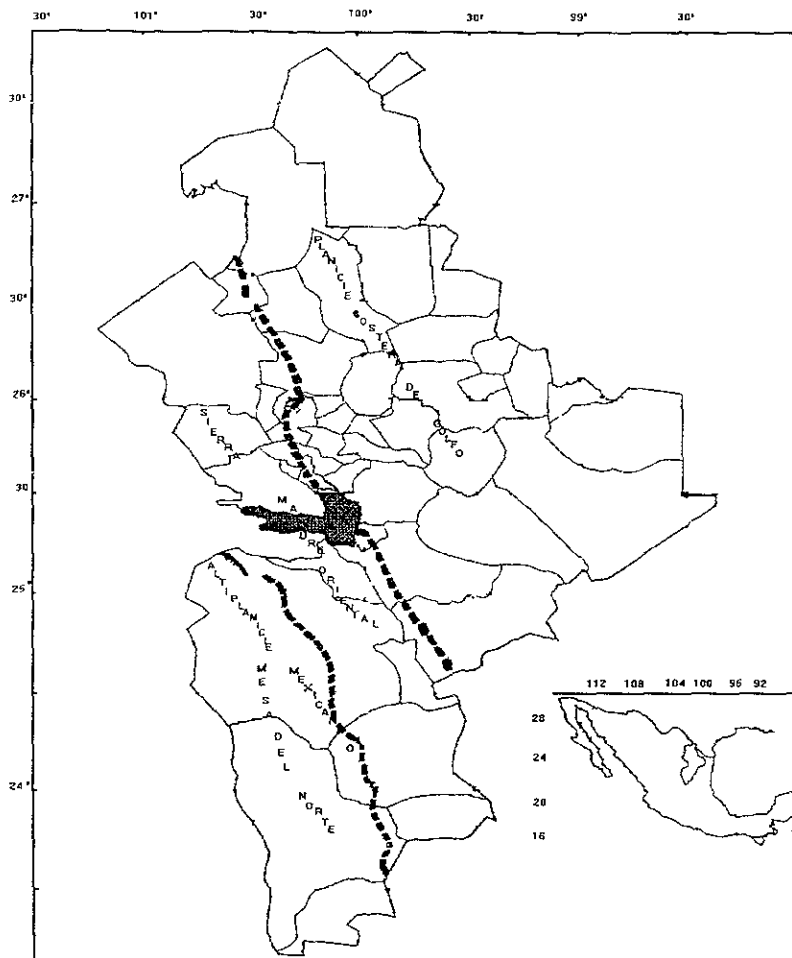 30° 101° 30° 100° 30° 99° 30°
30°
27°
30°
26°
30
25°
24°
PLANICIE COSTERA DEL GOLFO
SIERRA MADRE ORIENTAL
ALTIPLANICIE MEXICANO
MESA DEL NORTE
112 108 104 100 96 92
28
24
20
16